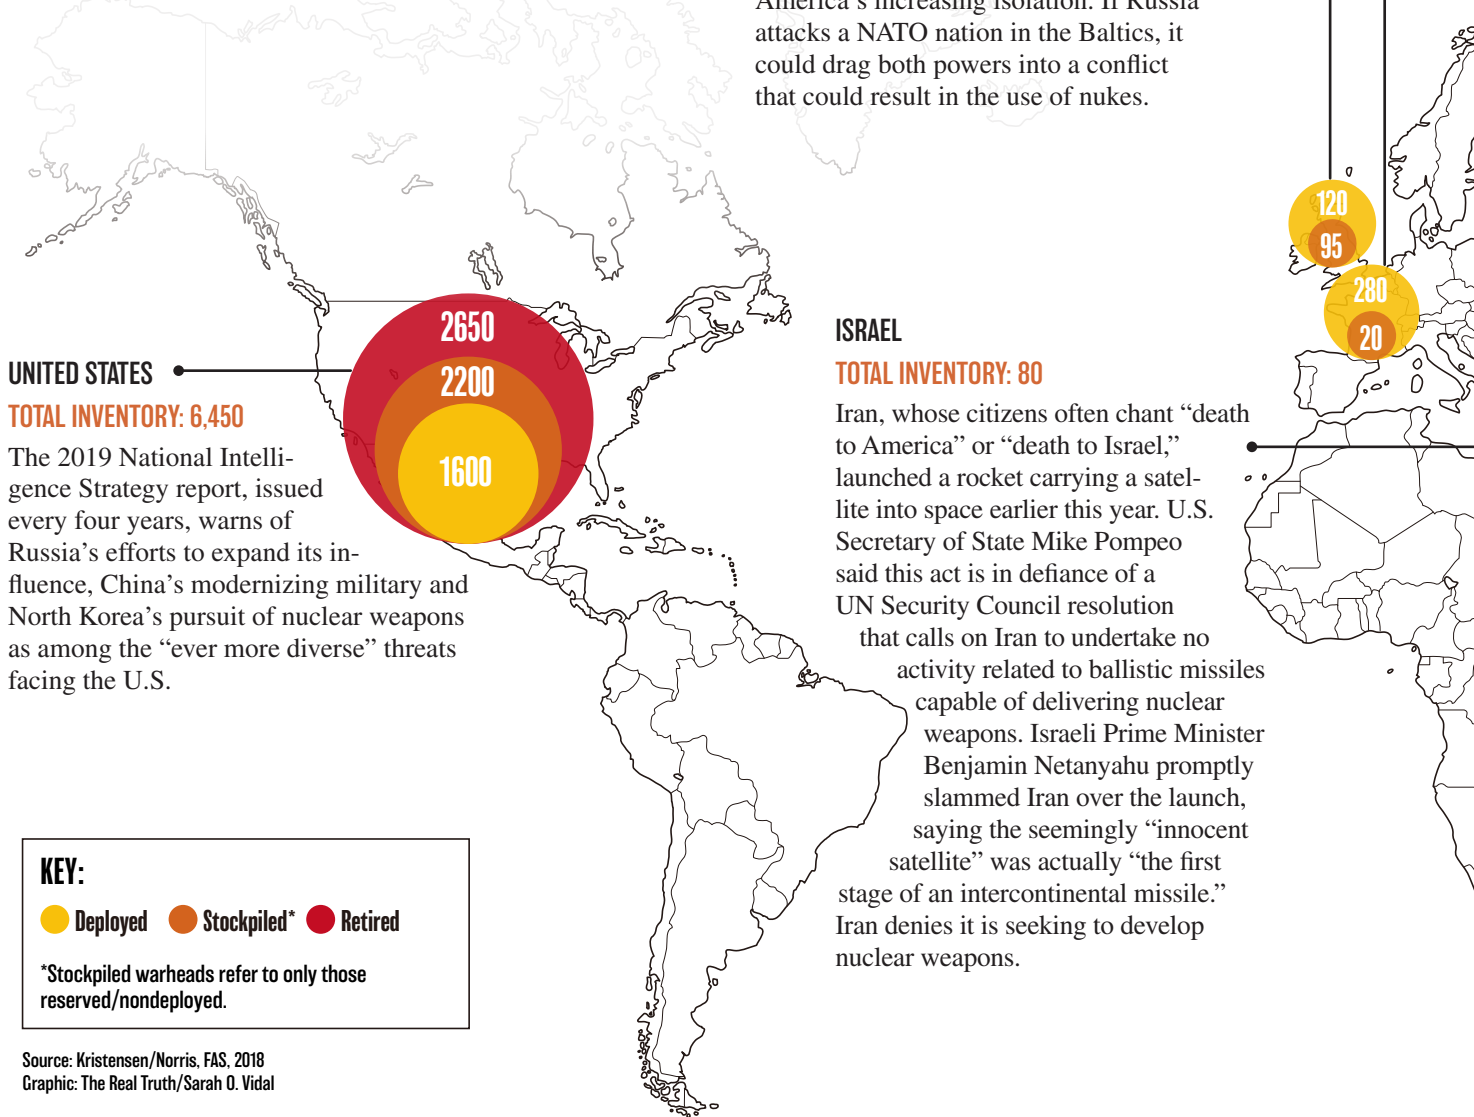 America's increasing isolation. If Russia
attacks a NATO nation in the Baltics, it
could drag both powers into a conflict
that could result in the use of nukes.
120
95
280
20
2650
2200
1600
UNITED STATES
TOTAL INVENTORY: 6,450
The 2019 National Intelli-
gence Strategy report, issued
every four years, warns of
Russia’s efforts to expand its in-
fluence, China’s modernizing military and
North Korea’s pursuit of nuclear weapons
as among the “ever more diverse” threats
facing the U.S.
ISRAEL
TOTAL INVENTORY: 80
Iran, whose citizens often chant “death
to America” or “death to Israel,”
launched a rocket carrying a satel-
lite into space earlier this year. U.S.
Secretary of State Mike Pompeo
said this act is in defiance of a
UN Security Council resolution
that calls on Iran to undertake no
activity related to ballistic missiles
capable of delivering nuclear
weapons. Israeli Prime Minister
Benjamin Netanyahu promptly
slammed Iran over the launch,
saying the seemingly “innocent
satellite” was actually “the first
stage of an intercontinental missile.”
Iran denies it is seeking to develop
nuclear weapons.
KEY:
Deployed Stockpiled* Retired
*Stockpiled warheads refer to only those
reserved/nondeployed.
Source: Kristensen/Norris, FAS, 2018
Graphic: The Real Truth/Sarah O. Vidal